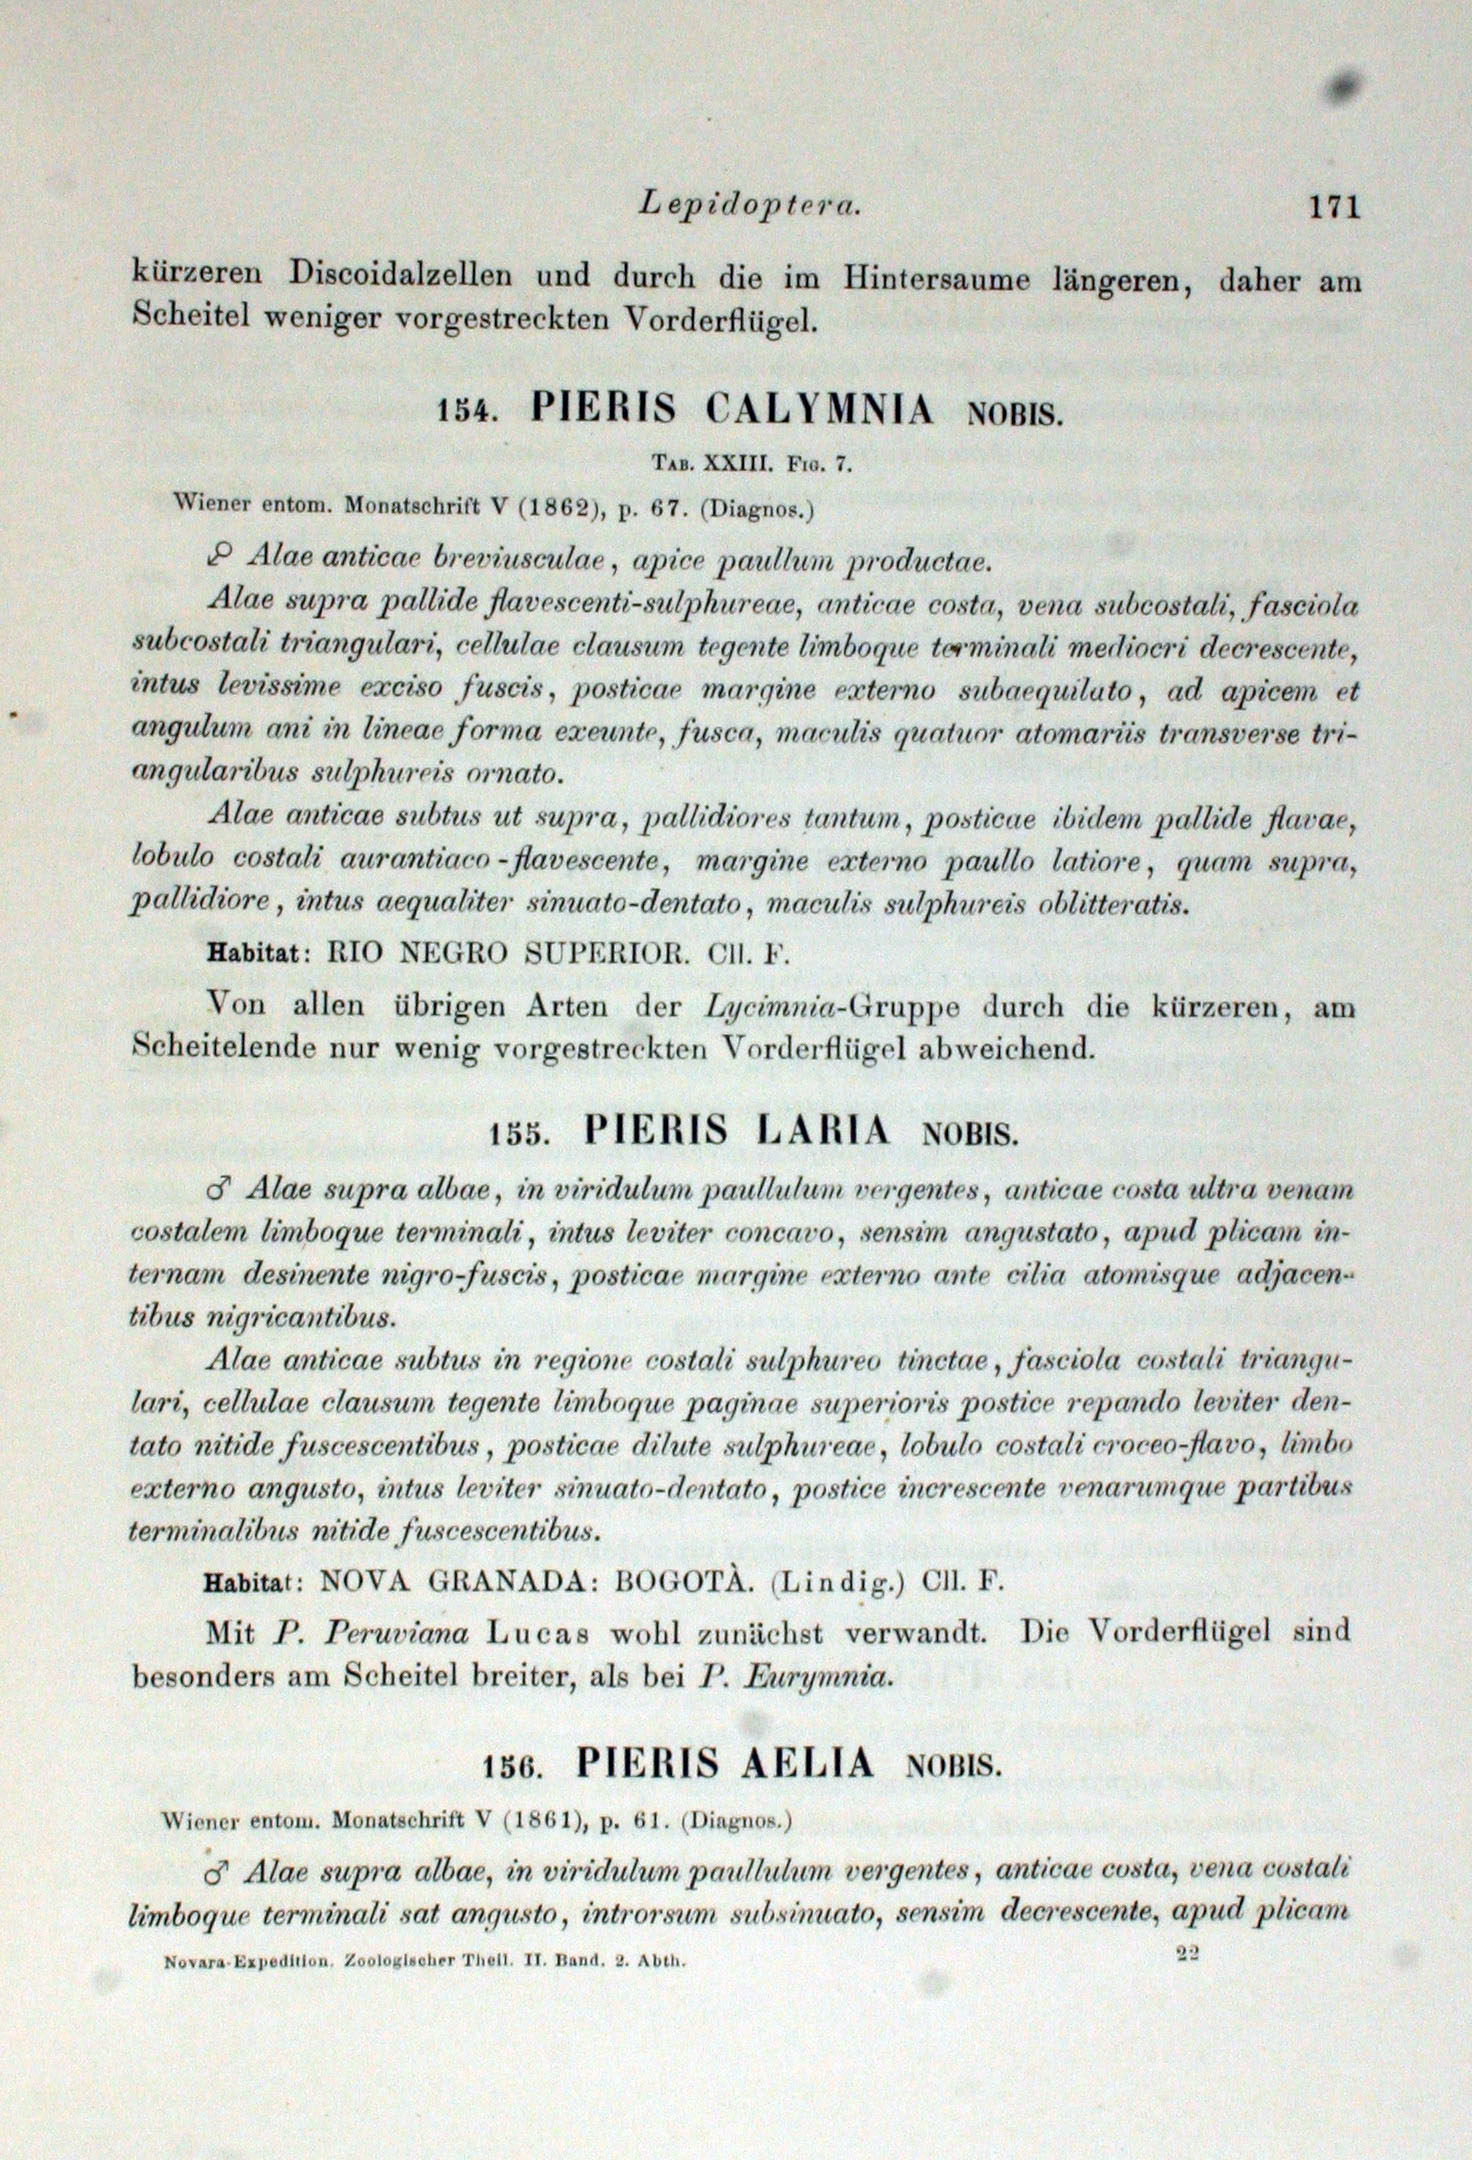 Lepidoptera. 171
kürzeren Discoidalzellen und durch die im Hintersaume längeren, daher am
Scheitel weniger vorgestreckten Vorderflügel.
154. PIERIS CALYMNIA NOBIS.
TAB. XXIII. FIG. 7.
Wiener entom. Monatschrift V (1862), p. 67. (Diagnos.)
♀ Alae anticae breviusculae, apice paullum productae.
Alae supra pallide flavescenti-sulphureae, anticae costa, vena subcostali, fasciola
subcostali triangulari, cellulae clausum tegente limboque terminali mediocri decrescente,
intus levissime exciso fuscis, posticae margine externo subaequiluto, ad apicem et
angulum ani in lineae forma exeunte, fusca, maculis quatuor atomariis transverse tri-
angularibus sulphureis ornato.
Alae anticae subtus ut supra, pallidiores tantum, posticae ibidem pallide flavae,
lobulo costali aurantiaco-flavescente, margine externo paullo latiore, quam supra,
pallidiore, intus aequaliter sinuato-dentato, maculis sulphureis oblitteratis.
Habitat: RIO NEGRO SUPERIOR. Cll. F.
Von allen übrigen Arten der Lycimnia-Gruppe durch die kürzeren, am
Scheitelende nur wenig vorgestreckten Vorderflügel abweichend.
155. PIERIS LARIA NOBIS.
♂ Alae supra albae, in viridulum paullulum vergentes, anticae costa ultra venam
costalem limboque terminali, intus leviter concavo, sensim angustato, apud plicam in-
ternam desinente nigro-fuscis, posticae margine externo ante cilia atomisque adjacen-
tibus nigricantibus.
Alae anticae subtus in regione costali sulphureo tinctae, fasciola costali triangu-
lari, cellulae clausum tegente limboque paginae superioris postice repando leviter den-
tato nitide fuscescentibus, posticae dilute sulphureae, lobulo costali croceo-flavo, limbo
externo angusto, intus leviter sinuato-dentato, postice increscente venarumque partibus
terminalibus nitide fuscescentibus.
Habitat: NOVA GRANADA: BOGOTÀ. (Lindig.) Cll. F.
Mit P. Peruviana Lucas wohl zunächst verwandt. Die Vorderflügel sind
besonders am Scheitel breiter, als bei P. Eurymnia.
156. PIERIS AELIA NOBIS.
Wiener entom. Monatschrift V (1861), p. 61. (Diagnos.)
♂ Alae supra albae, in viridulum paullulum vergentes, anticae costa, vena costali
limboque terminali sat angusto, introrsum subsinuato, sensim decrescente, apud plicam
Novara-Expedition. Zoologischer Theil. II. Band. 2. Abth. 22